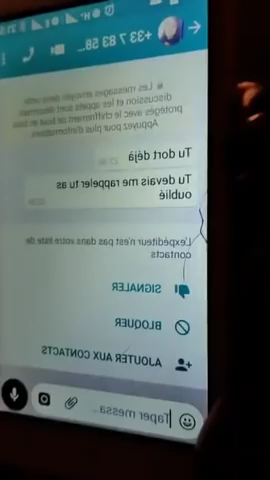 +33 7 83 58
Les messages envoyés dans cette
discussion et les appels sont désormais
protégés avec le chiffrement de bout en bout.
Appuyez pour plus d'informations.
Tu dort déjà
Tu devais me rappeler tu as
oublié
L'expéditeur n'est pas dans votre liste de
contacts
SIGNALER
BLOQUER
AJOUTER AUX CONTACTS
Taper messa...